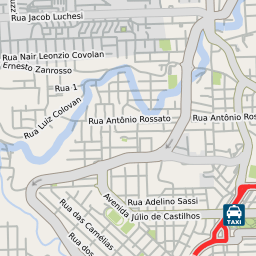 Rua Jacob Luchesi
Rua Nair Leonzio Covolan
Ernesto Zanrosso
Rua 1
Rua Luiz Colovan
Rua Antônio Rossato
Rua Antônio Ros
Rua Adelino Sassi
Avenida Júlio de Castilhos
Rua das Camélias
Rua dos
TAXI